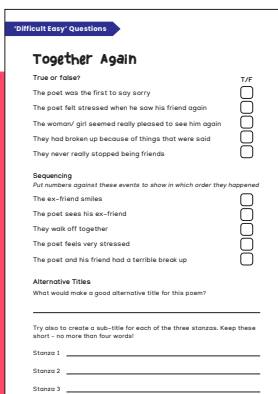 'Difficult Easy' Questions
Together Again
True or false?
T/F
The poet was the first to say sorry
The poet felt stressed when he saw his friend again
The woman/ girl seemed really pleased to see him again
They had broken up because of things that were said
They never really stopped being friends
Sequencing
Put numbers against these events to show in which order they happened
The ex-friend smiles
The poet sees his ex-friend
They walk off together
The poet feels very stressed
The poet and his friend had a terrible break up
Alternative Titles
What would make a good alternative title for this poem?
Try also to create a sub-title for each of the three stanzas. Keep these
short - no more than four words!
Stanza 1
Stanza 2
Stanza 3